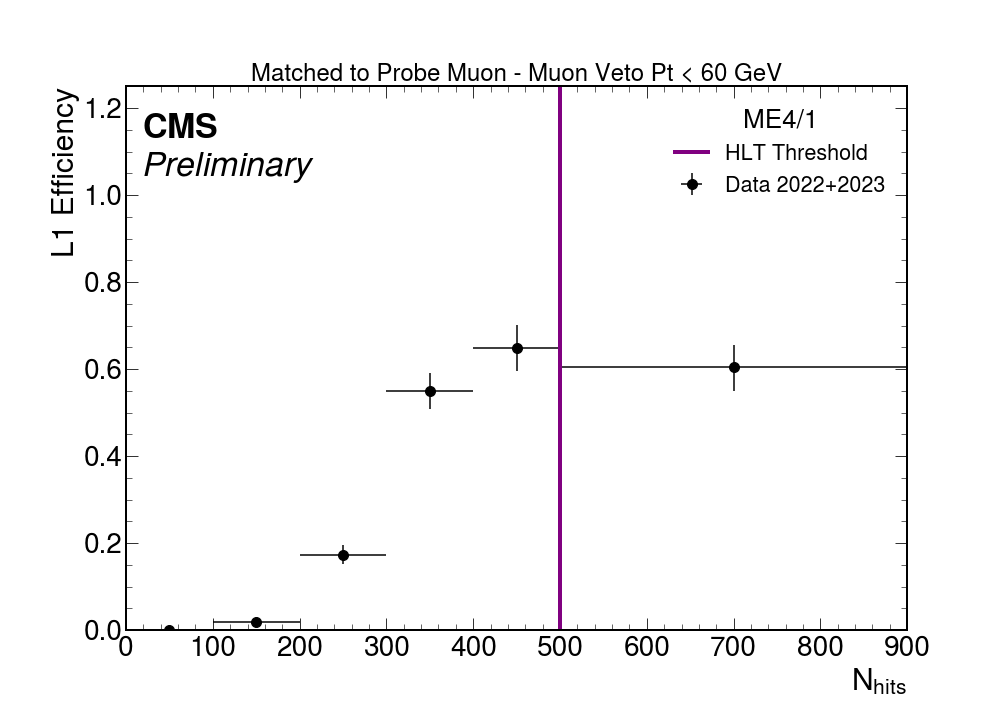 Matched to Probe Muon - Muon Veto Pt < 60 GeV
CMS
Preliminary
ME4/1
HLT Threshold
Data 2022+2023
L1 Efficiency
1.2
1.0
0.8
0.6
0.4
0.2
0.0
0 100 200 300 400 500 600 700 800 900
Nhits